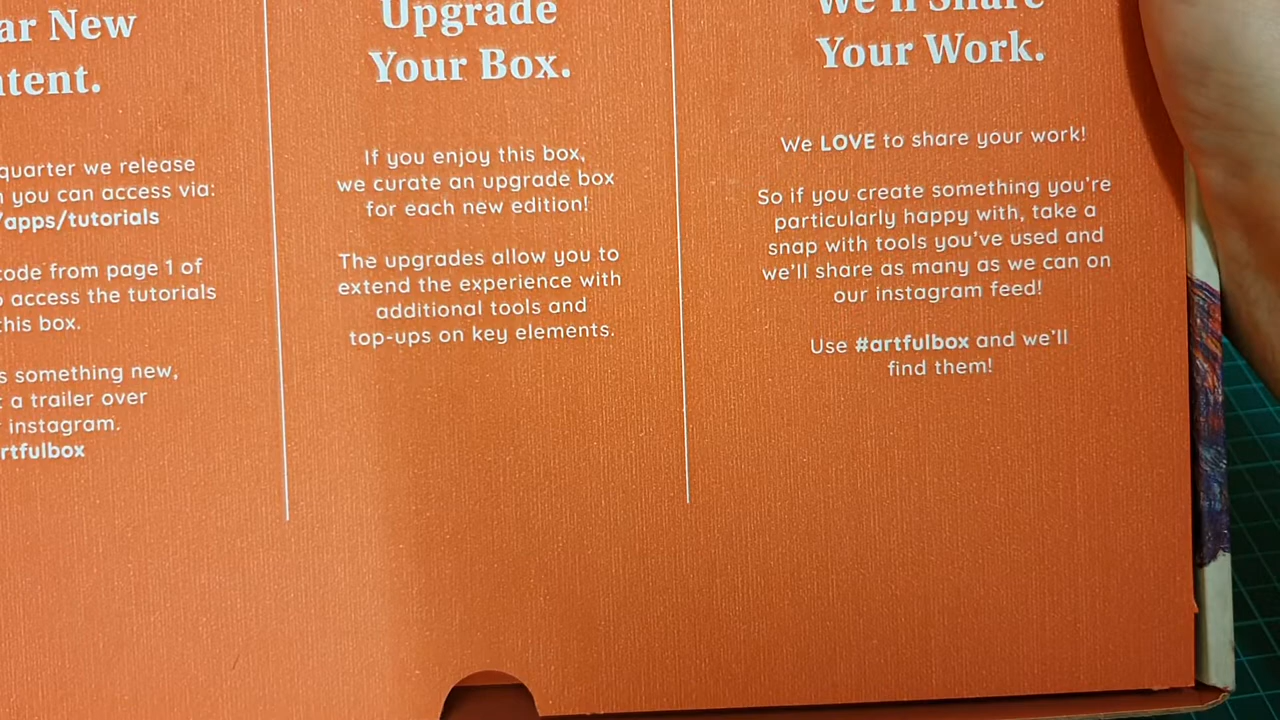 New
quarter we release
you can access via:
/apps/tutorials
code from page 1 of
access the tutorials
this box.
something new,
a trailer over
instagram.
Upgrade
Your Box.
If you enjoy this box,
we curate an upgrade box
for each new edition!
The upgrades allow you to
extend the experience with
additional tools and
top-ups on key elements.
We'll Share
Your Work.
We LOVE to share your work!
So if you create something you're
particularly happy with, take a
snap with tools you've used and
we'll share as many as we can on
our instagram feed!
Use #artfulbox and we'll
find them!